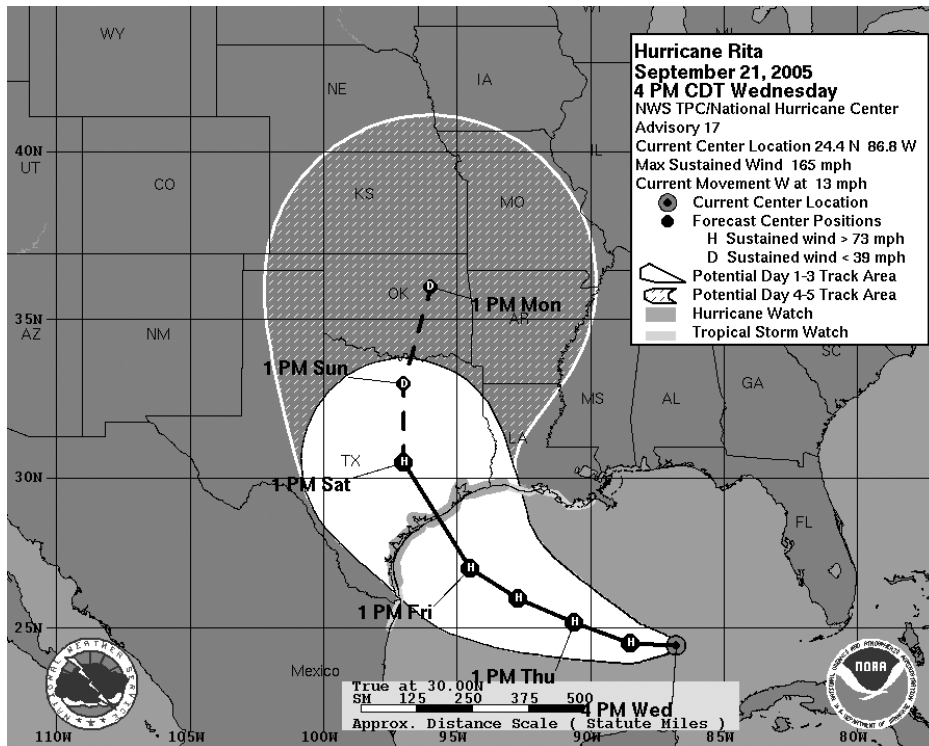 Hurricane Rita
September 21, 2005
4 PM CDT Wednesday
NWS TPC/National Hurricane Center
Advisory 17
Current Center Location 24.4 N 86.8 W
Max Sustained Wind 165 mph
Current Movement W at 13 mph
Current Center Location
Forecast Center Positions
H Sustained wind > 73 mph
D Sustained wind < 39 mph
Potential Day 1-3 Track Area
Potential Day 4-5 Track Area
Hurricane Watch
Tropical Storm Watch
WY
NE
IA
IL
40N
UT
CO
KS
MO
D
OK
1 PM Mon
AR
35N
AZ
NM
SC
1 PM Sun
D
MS
AL
GA
LA
TX
H
30N
1 PM Sat
FL
H
1 PM Fri
H
H
H
25N
Mexico
1 PM Thu
4 PM Wed
True at 30.00N
SM 125 250 375 500
Approx. Distance Scale ( Statute Miles )
NATIONAL WEATHER SERVICE
NOAA
110W 105W 100W 95W 90W 85W 80W